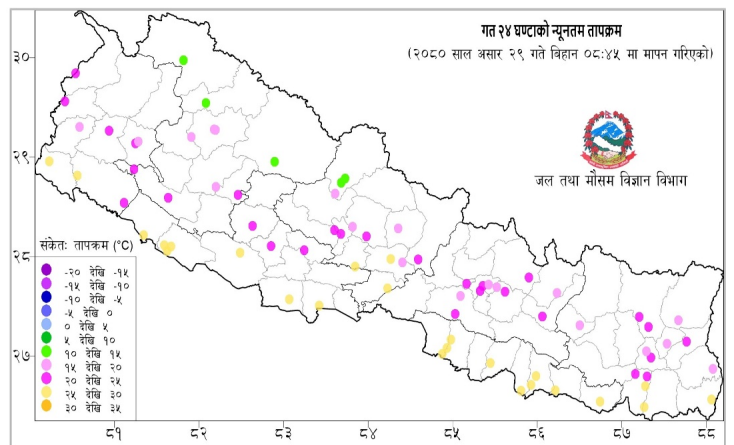 गत २४ घण्टाको न्यूनतम तापक्रम
(२०८० साल असार २९ गते विहान ०८:४५ मा मापन गरिएको)
जल तथा मौसम विज्ञान विभाग
३०
२९
२८
२७
संकेतः तापक्रम (°C)
-२० देखि -१५
-१५ देखि -१०
-१० देखि -५
-५ देखि ०
० देखि ५
५ देखि १०
१० देखि १५
१५ देखि २०
२० देखि २५
२५ देखि ३०
३० देखि ३५
८१ ८२ ८३ ८४ ८५ ८६ ८७ ८८